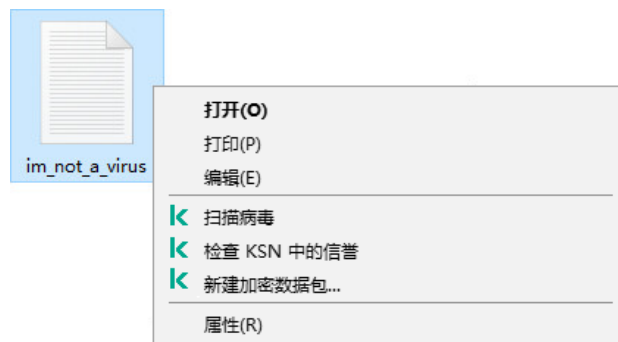 im_not_a_virus
打开(O)
打印(P)
编辑(E)
扫描病毒
检查 KSN 中的信誉
新建加密数据包...
属性(R)